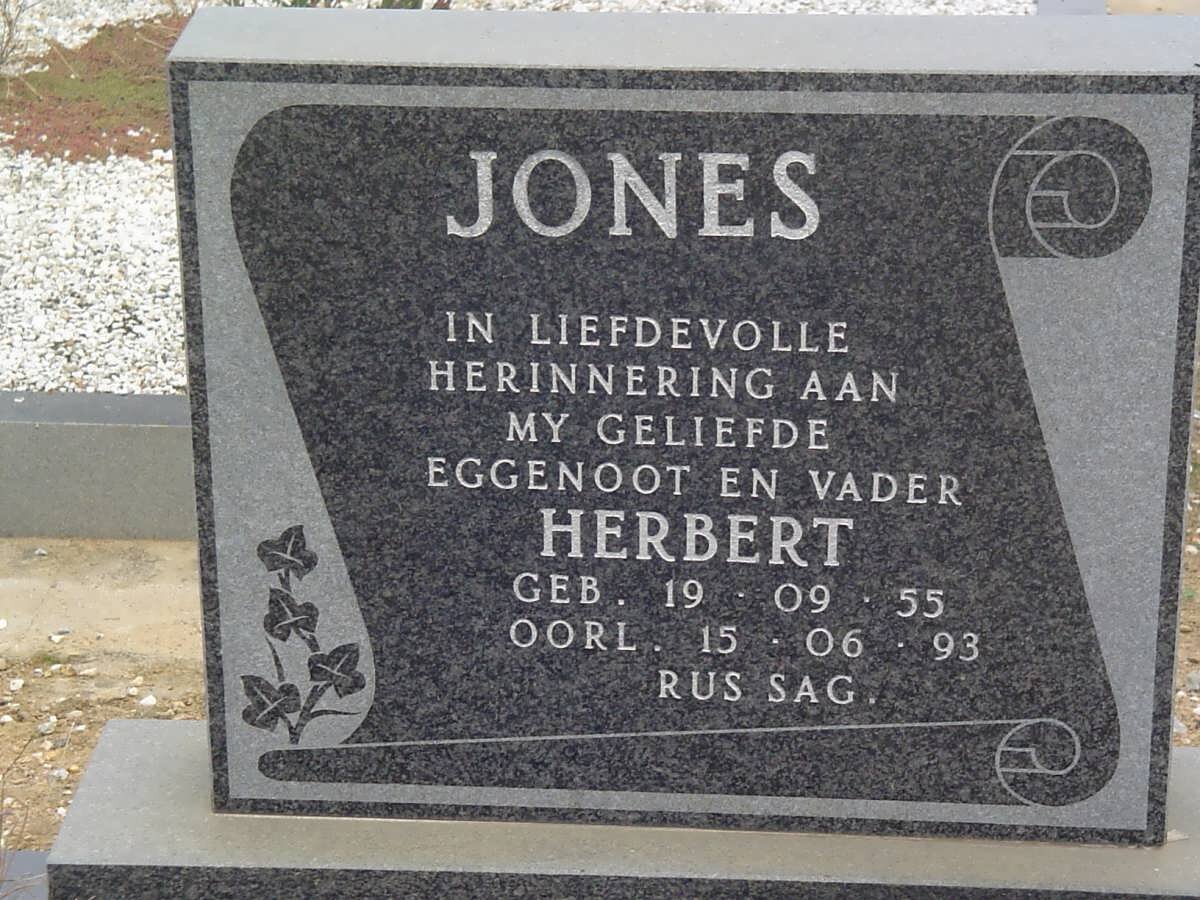 JONES
IN LIEFDEVOLLE
HERINNERING AAN
MY GELIEFDE
EGGENOOT EN VADER
HERBERT
GEB. 19 · 09 · 55
OORL. 15 · 06 · 93
RUS SAG.